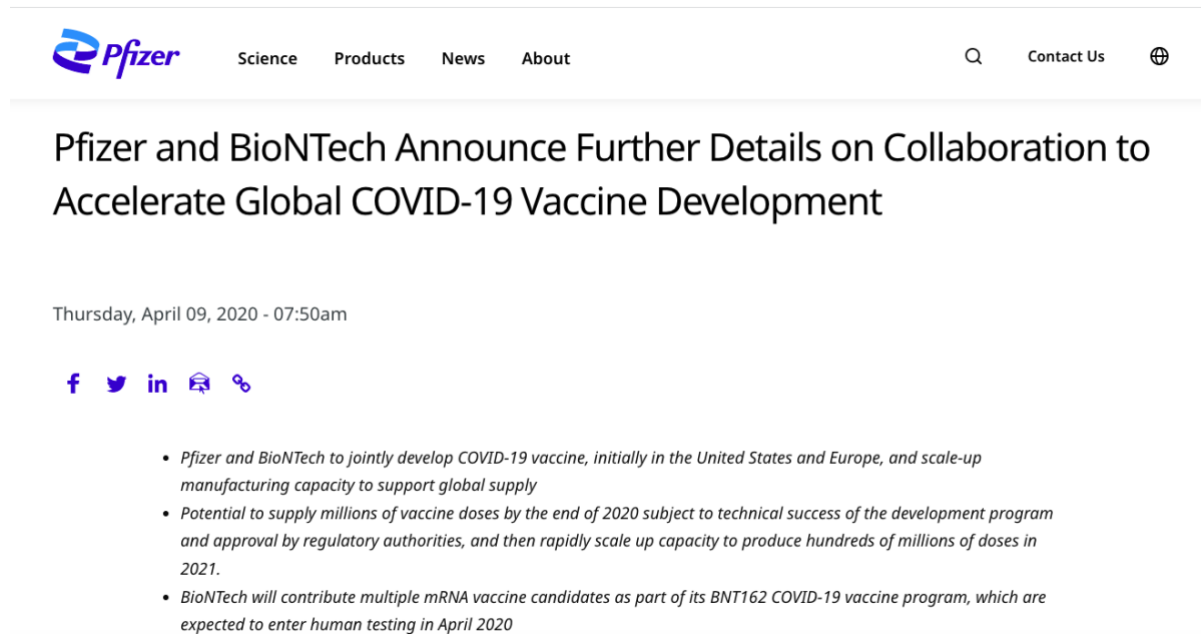 Pfizer Science Products News About Contact Us
Pfizer and BioNTech Announce Further Details on Collaboration to
Accelerate Global COVID-19 Vaccine Development
Thursday, April 09, 2020 - 07:50am
• Pfizer and BioNTech to jointly develop COVID-19 vaccine, initially in the United States and Europe, and scale-up
manufacturing capacity to support global supply
• Potential to supply millions of vaccine doses by the end of 2020 subject to technical success of the development program
and approval by regulatory authorities, and then rapidly scale up capacity to produce hundreds of millions of doses in
2021.
• BioNTech will contribute multiple mRNA vaccine candidates as part of its BNT162 COVID-19 vaccine program, which are
expected to enter human testing in April 2020